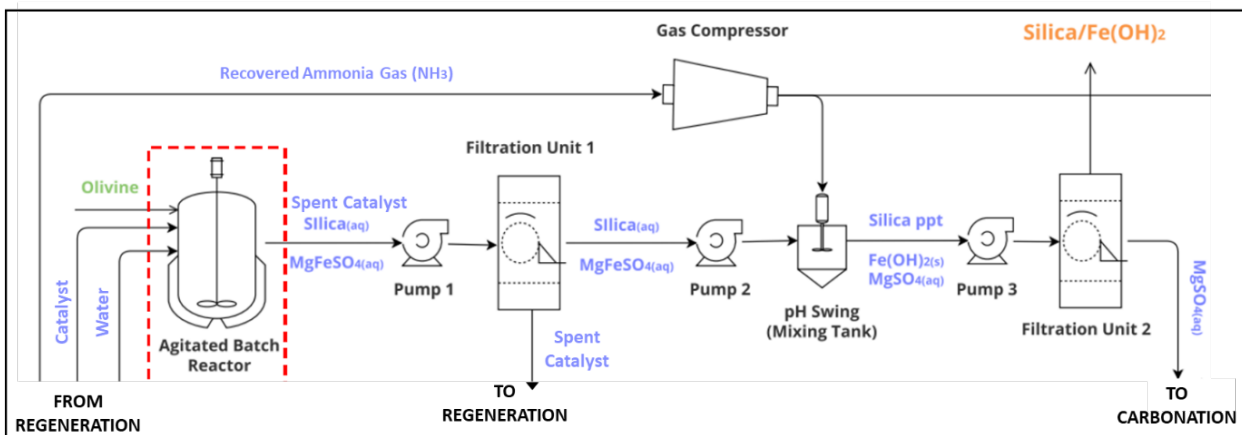 Gas Compressor
Silica/Fe(OH)₂
Recovered Ammonia Gas (NH₃)
Filtration Unit 1
Olivine
Spent Catalyst
SIlica(aq)
MgFeSO4(aq)
Pump 1
SIlica(aq)
MgFeSO4(aq)
Pump 2
Silica ppt
Fe(OH)2(s)
MgSO4(aq)
Pump 3
pH Swing
(Mixing Tank)
Filtration Unit 2
MgSO4(aq)
Catalyst
Water
Agitated Batch
Reactor
Spent
Catalyst
FROM
REGENERATION
TO
REGENERATION
TO
CARBONATION